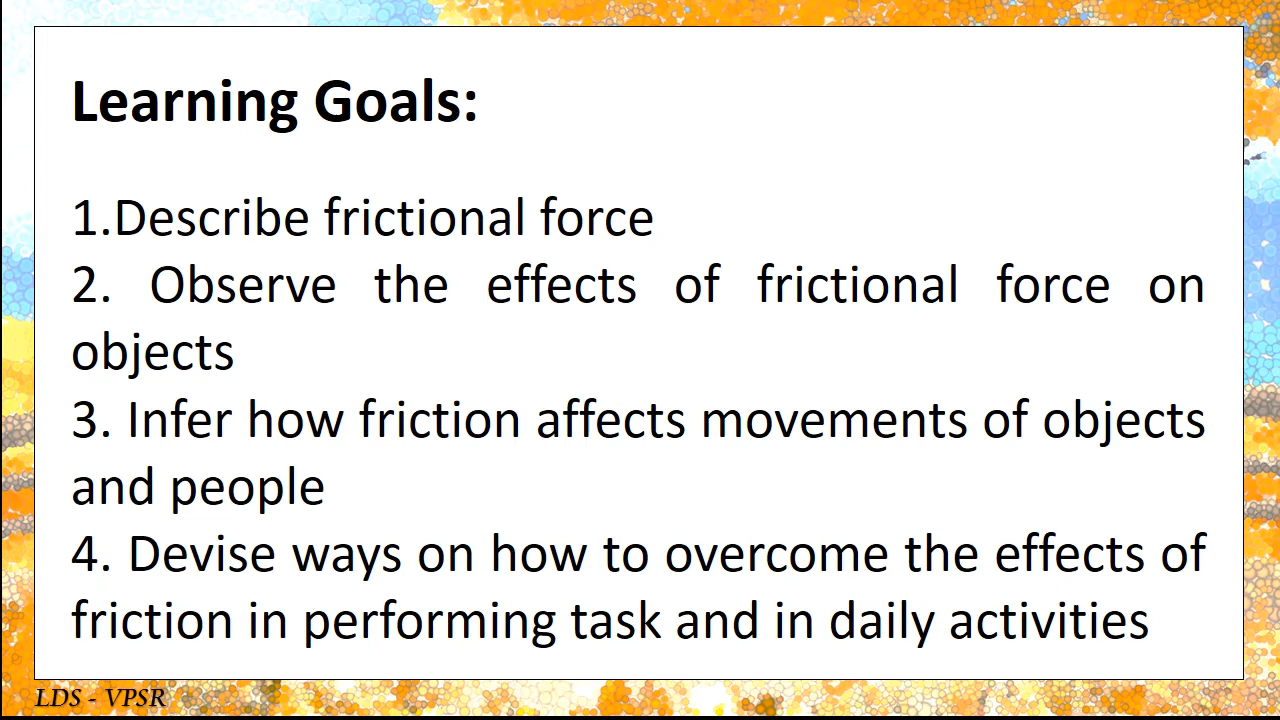 Learning Goals:
1.Describe frictional force
2. Observe the effects of frictional force on
objects
3. Infer how friction affects movements of objects
and people
4. Devise ways on how to overcome the effects of
friction in performing task and in daily activities
LDS - VPSR